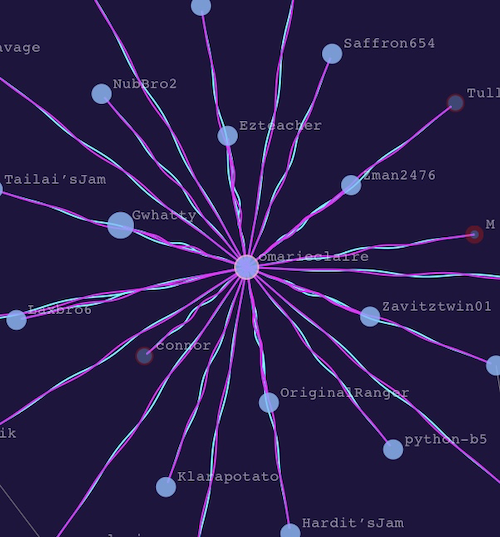 Saffron654
avage
NubBro2
Tull
Ezteacher
Zman2476
Tailai'sJam
Gwhatty
M
omarieclaire
Zavitztwin01
Laxbro6
connor
OriginalRanger
ik
python-b5
Klarapotato
Hardit'sJam